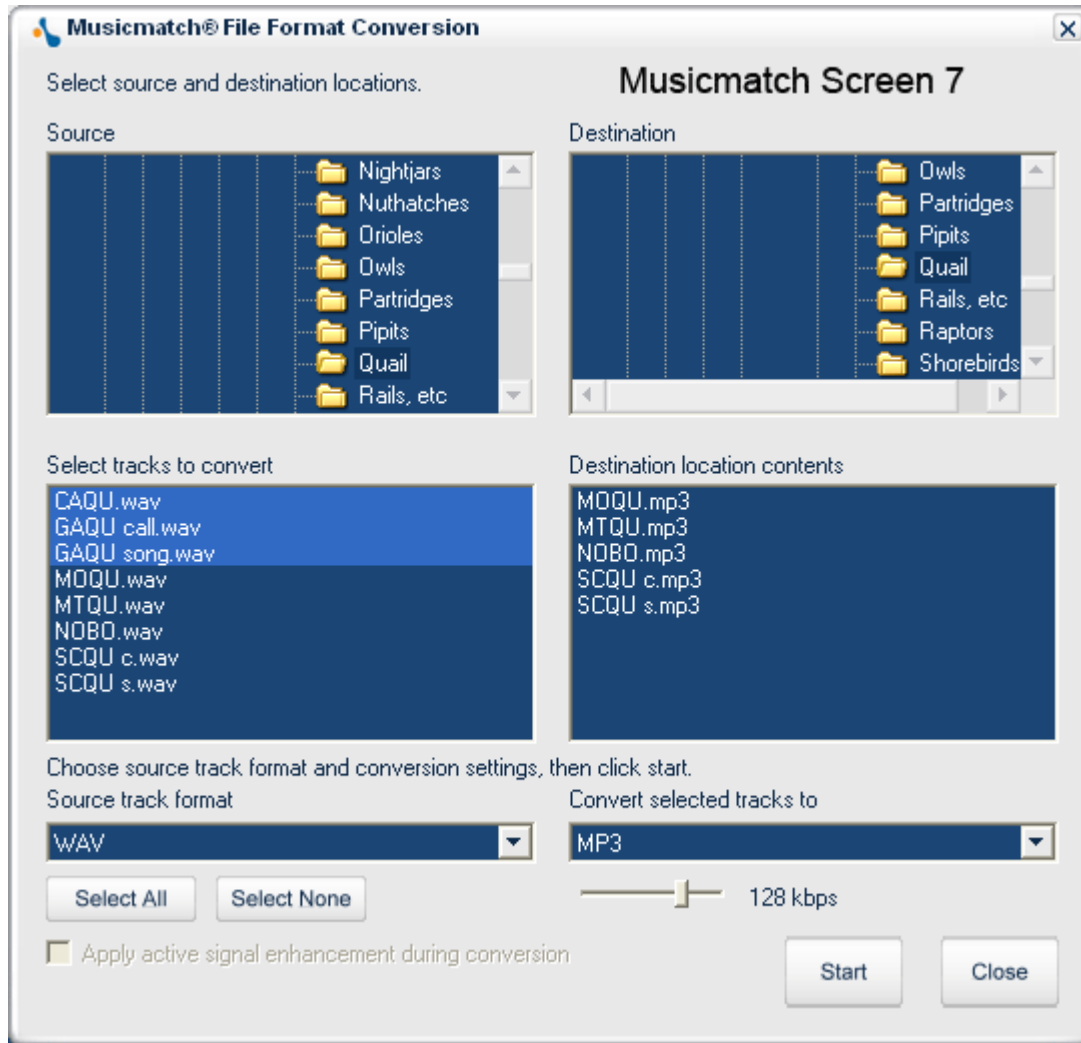 Musicmatch® File Format Conversion
Select source and destination locations.
Musicmatch Screen 7
Source
Nightjars
Nuthatches
Orioles
Owls
Partridges
Pipits
Quail
Rails, etc
Destination
Owls
Partridges
Pipits
Quail
Rails, etc
Raptors
Shorebirds
Select tracks to convert
CAQU.wav
GAQU call.wav
GAQU song.wav
MOQU.wav
MTQU.wav
NOBO.wav
SCQU c.wav
SCQU s.wav
Destination location contents
MOQU.mp3
MTQU.mp3
NOBO.mp3
SCQU c.mp3
SCQU s.mp3
Choose source track format and conversion settings, then click start.
Source track format
WAV
Convert selected tracks to
MP3
Select All
Select None
128 kbps
Apply active signal enhancement during conversion
Start
Close